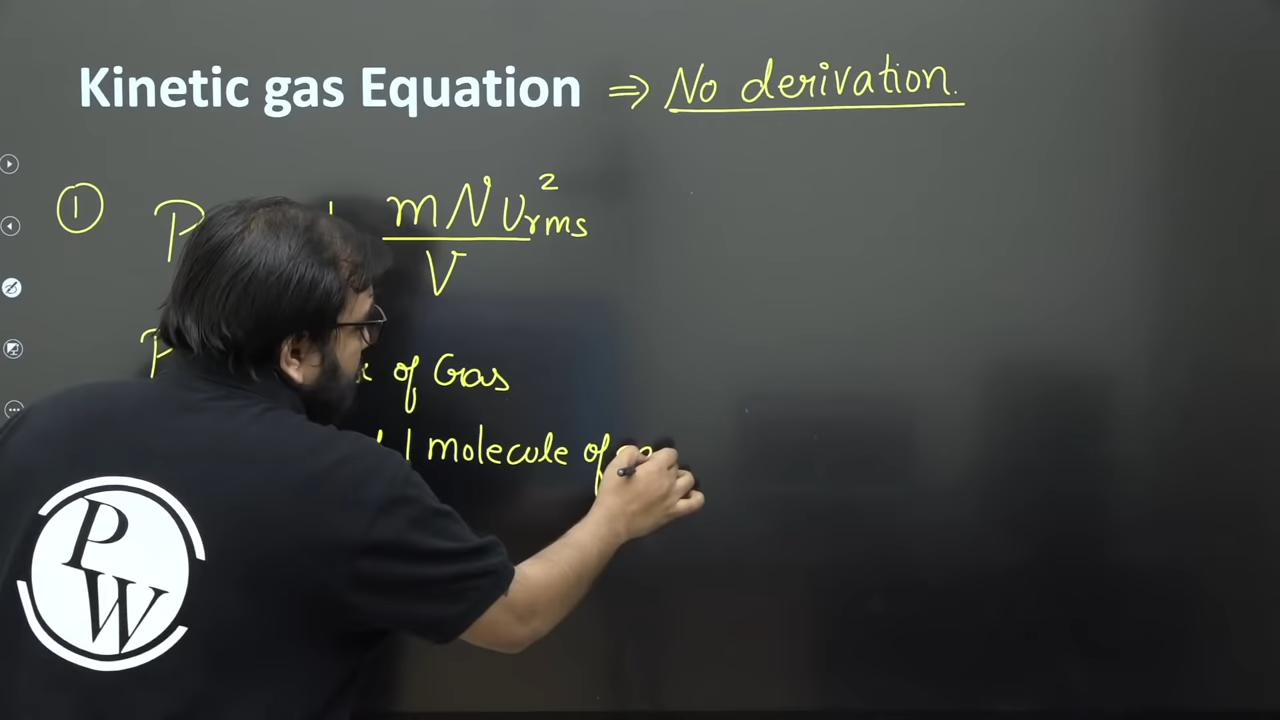 Kinetic gas Equation ⇒ No derivation.
① P mNv²rms
V
P of Gas
1 molecule of
PW